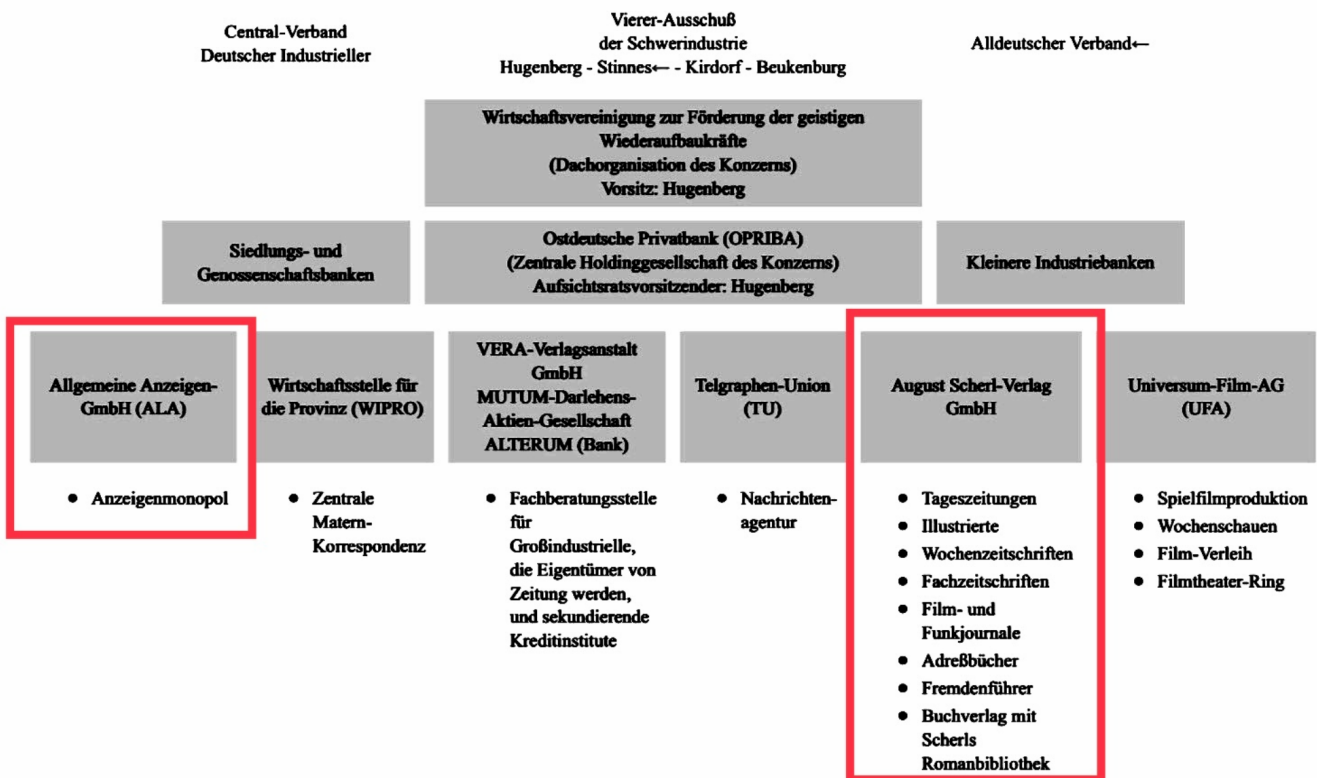 Central-Verband
Deutscher Industrieller
Vierer-Ausschuß
der Schwerindustrie
Hugenberg - Stinnes← - Kirdorf - Beukenburg
Alldeutscher Verband←
Wirtschaftsvereinigung zur Förderung der geistigen
Wiederaufbaukräfte
(Dachorganisation des Konzerns)
Vorsitz: Hugenberg
Siedlungs- und
Genossenschaftsbanken
Ostdeutsche Privatbank (OPRIBA)
(Zentrale Holdinggesellschaft des Konzerns)
Aufsichtsratsvorsitzender: Hugenberg
Kleinere Industriebanken
Allgemeine Anzeigen-
GmbH (ALA)
• Anzeigenmonopol
Wirtschaftsstelle für
die Provinz (WIPRO)
• Zentrale
Matern-
Korrespondenz
VERA-Verlagsanstalt
GmbH
MUTUM-Darlehens-
Aktien-Gesellschaft
ALTERUM (Bank)
• Fachberatungsstelle
für
Großindustrielle,
die Eigentümer von
Zeitung werden,
und sekundierende
Kreditinstitute
Telgraphen-Union
(TU)
• Nachrichten-
agentur
August Scherl-Verlag
GmbH
• Tageszeitungen
• Illustrierte
• Wochenzeitschriften
• Fachzeitschriften
• Film- und
Funkjournale
• Adreßbücher
• Fremdenführer
• Buchverlag mit
Scherls
Romanbibliothek
Universum-Film-AG
(UFA)
• Spielfilmproduktion
• Wochenschauen
• Film-Verleih
• Filmtheater-Ring